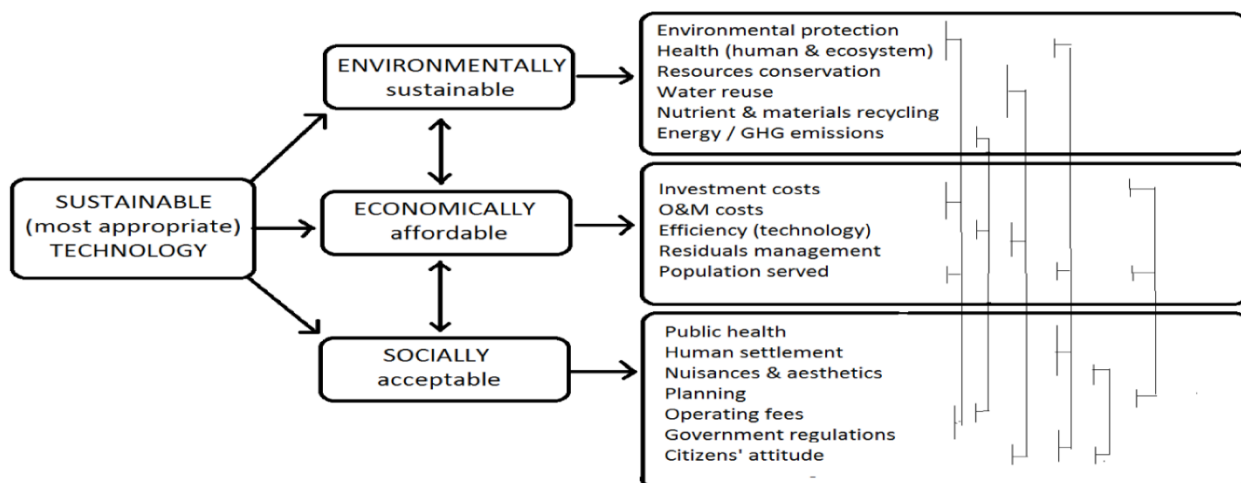 SUSTAINABLE
(most appropriate)
TECHNOLOGY
ENVIRONMENTALLY
sustainable
ECONOMICALLY
affordable
SOCIALLY
acceptable
Environmental protection
Health (human & ecosystem)
Resources conservation
Water reuse
Nutrient & materials recycling
Energy / GHG emissions
Investment costs
O&M costs
Efficiency (technology)
Residuals management
Population served
Public health
Human settlement
Nuisances & aesthetics
Planning
Operating fees
Government regulations
Citizens' attitude